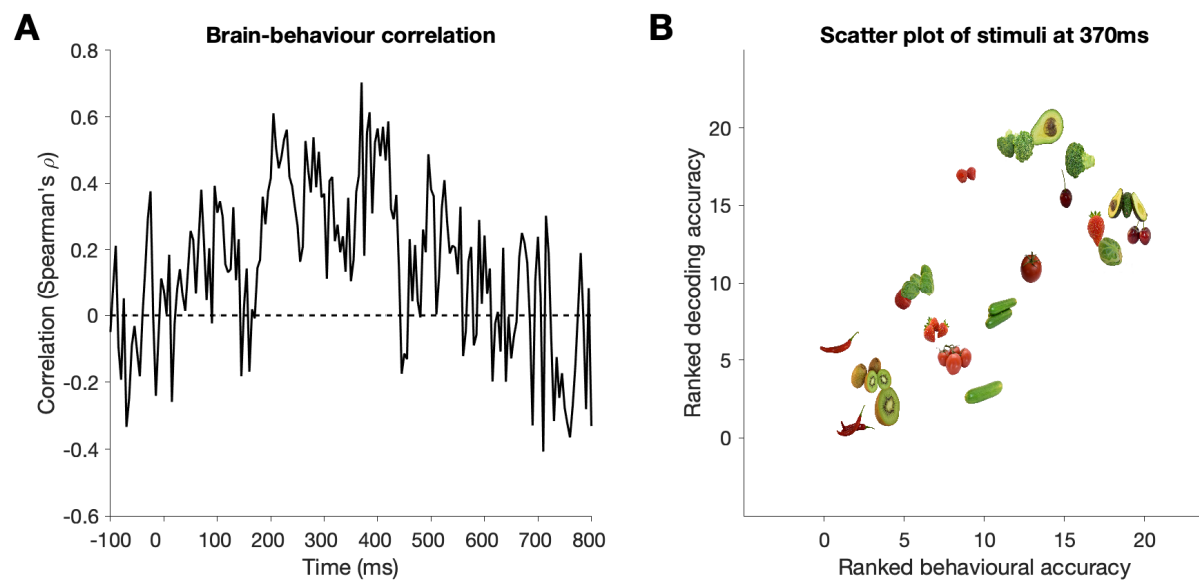 A
Brain-behaviour correlation
0.8
0.6
0.4
0.2
0
-0.2
-0.4
-0.6
Correlation (Spearman's ρ)
-100 0 100 200 300 400 500 600 700 800
Time (ms)
B
Scatter plot of stimuli at 370ms
20
15
10
5
0
Ranked decoding accuracy
0 5 10 15 20
Ranked behavioural accuracy